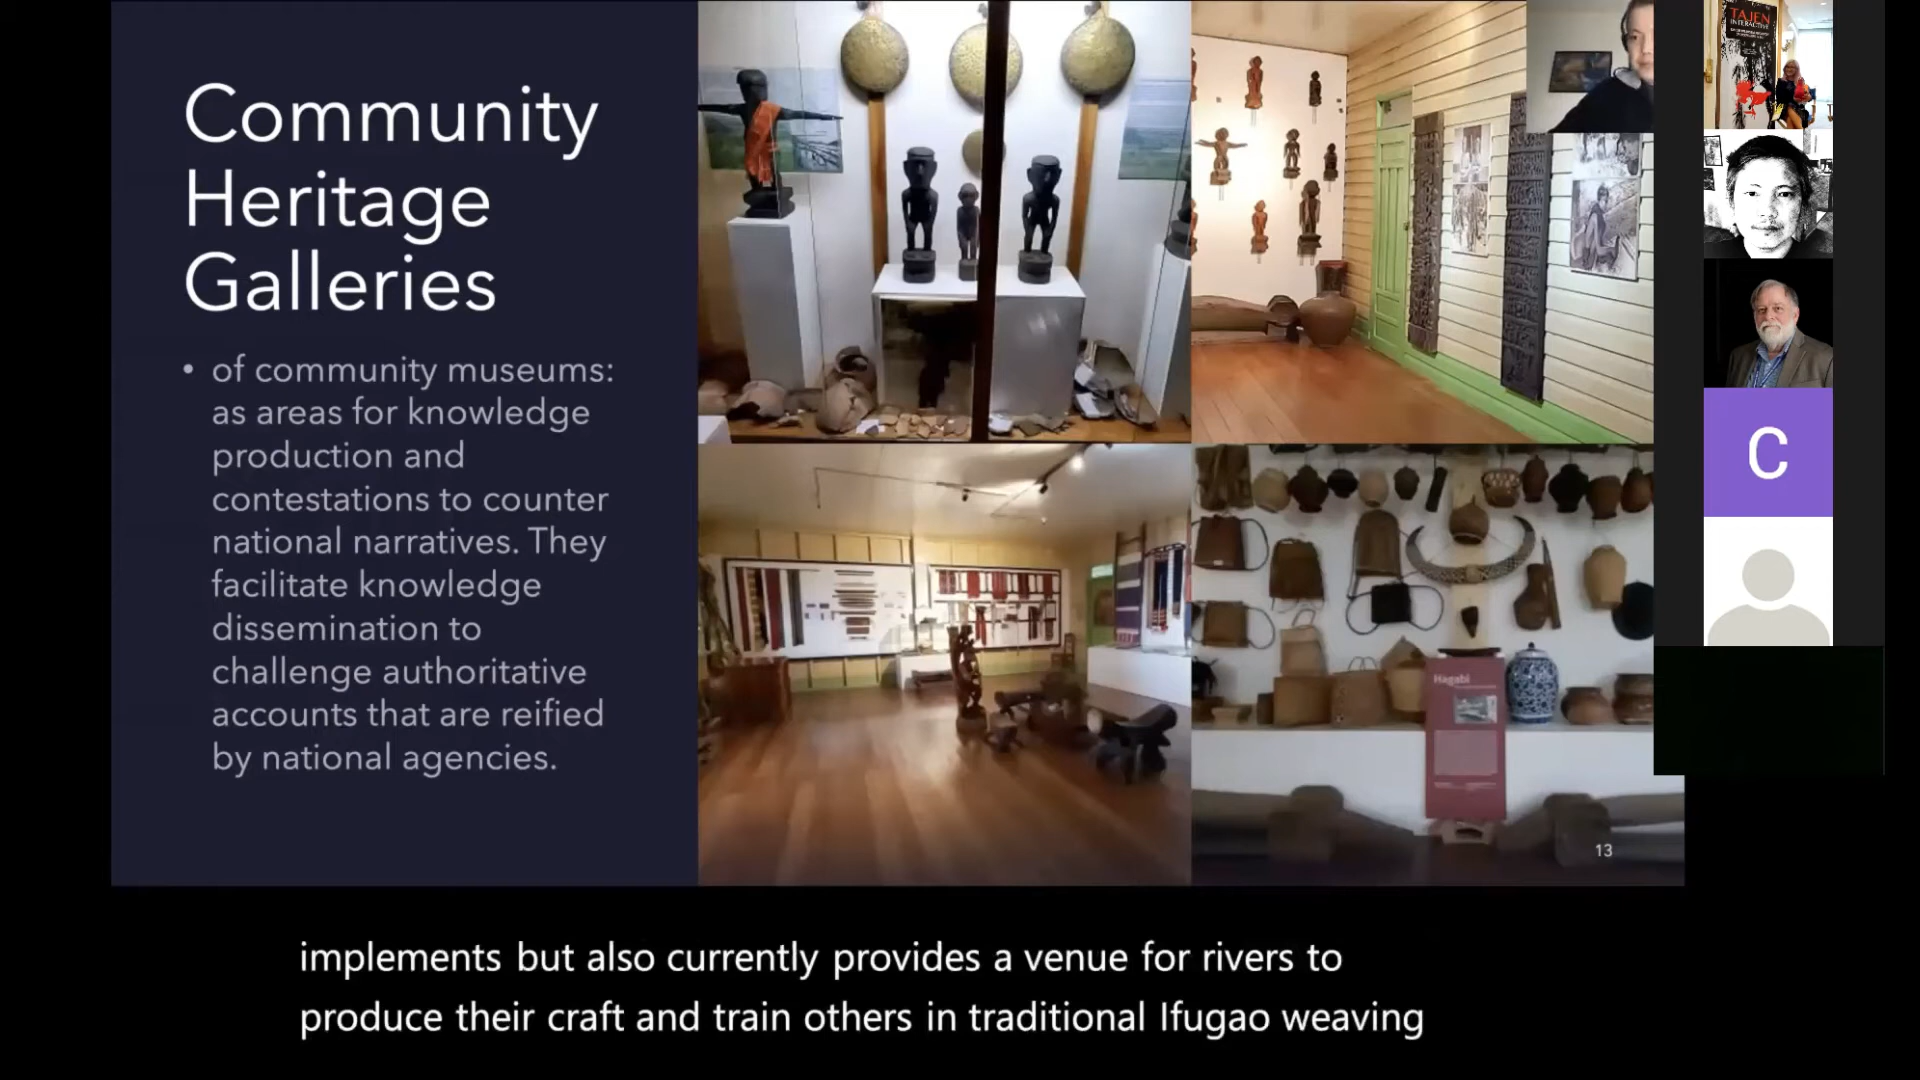 Community
Heritage
Galleries
• of community museums:
as areas for knowledge
production and
contestations to counter
national narratives. They
facilitate knowledge
dissemination to
challenge authoritative
accounts that are reified
by national agencies.
Hagabi
13
TAJEN
INTERACTIVE
C
implements but also currently provides a venue for rivers to
produce their craft and train others in traditional Ifugao weaving